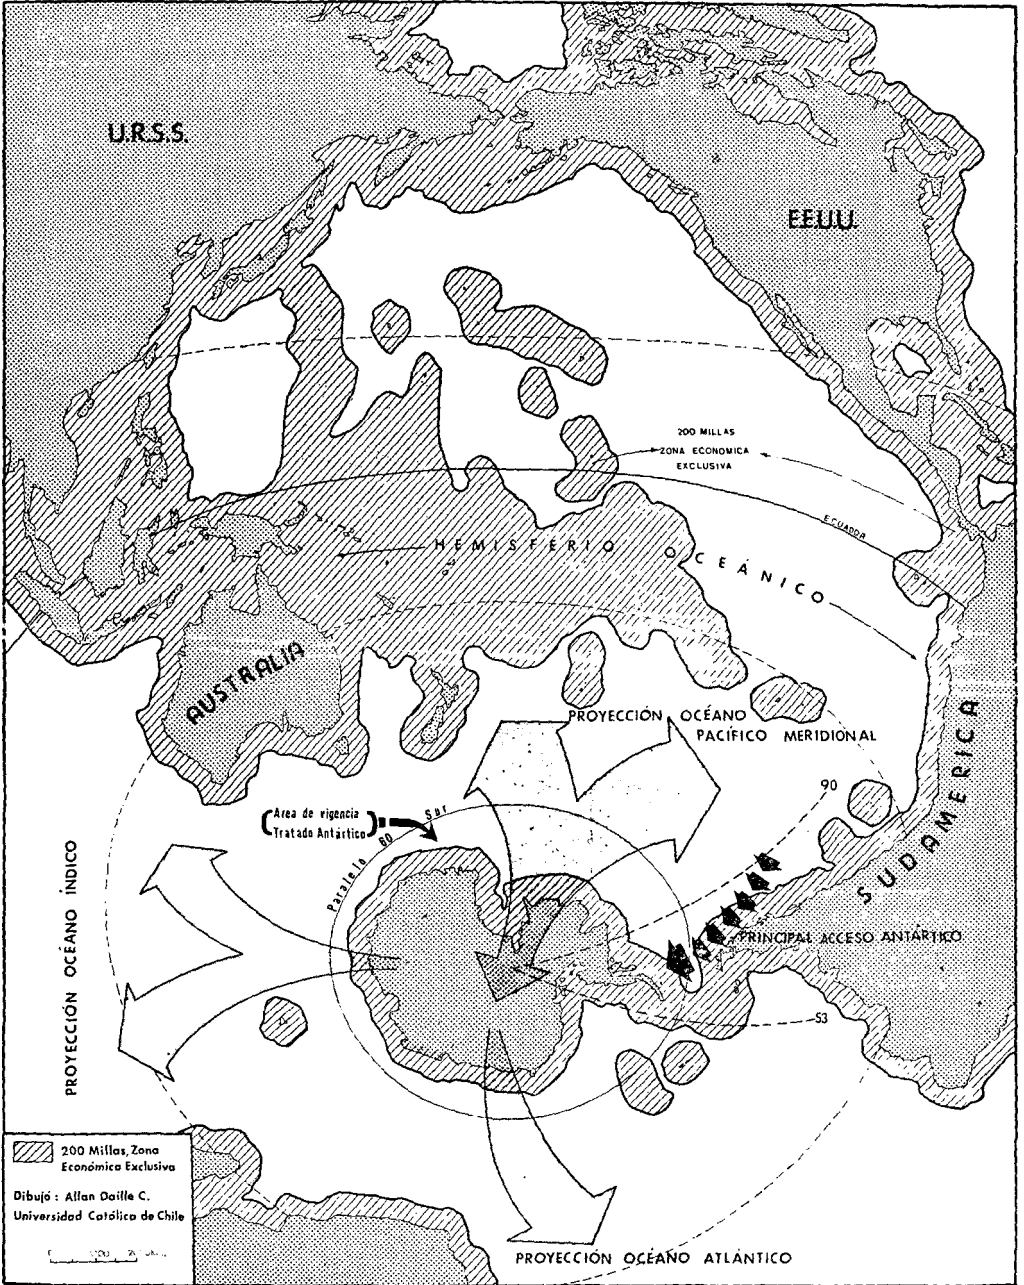 U.R.S.S.
E.E.U.U.
200 MILLAS
ZONA ECONOMICA
EXCLUSIVA
ECUADOR
HEMISFERIO OCEÁNICO
AUSTRALIA
PROYECCIÓN OCÉANO
PACÍFICO MERIDIONAL
SUDAMERICA
90
Area de vigencia
Tratado Antártico
Paralelo 60 Sur
PROYECCIÓN OCÉANO ÍNDICO
PRINCIPAL ACCESO ANTÁRTICO
53
200 Millas, Zona
Económica Exclusiva
Dibujó : Allan Daille C.
Universidad Católica de Chile
PROYECCIÓN OCÉANO ATLÁNTICO